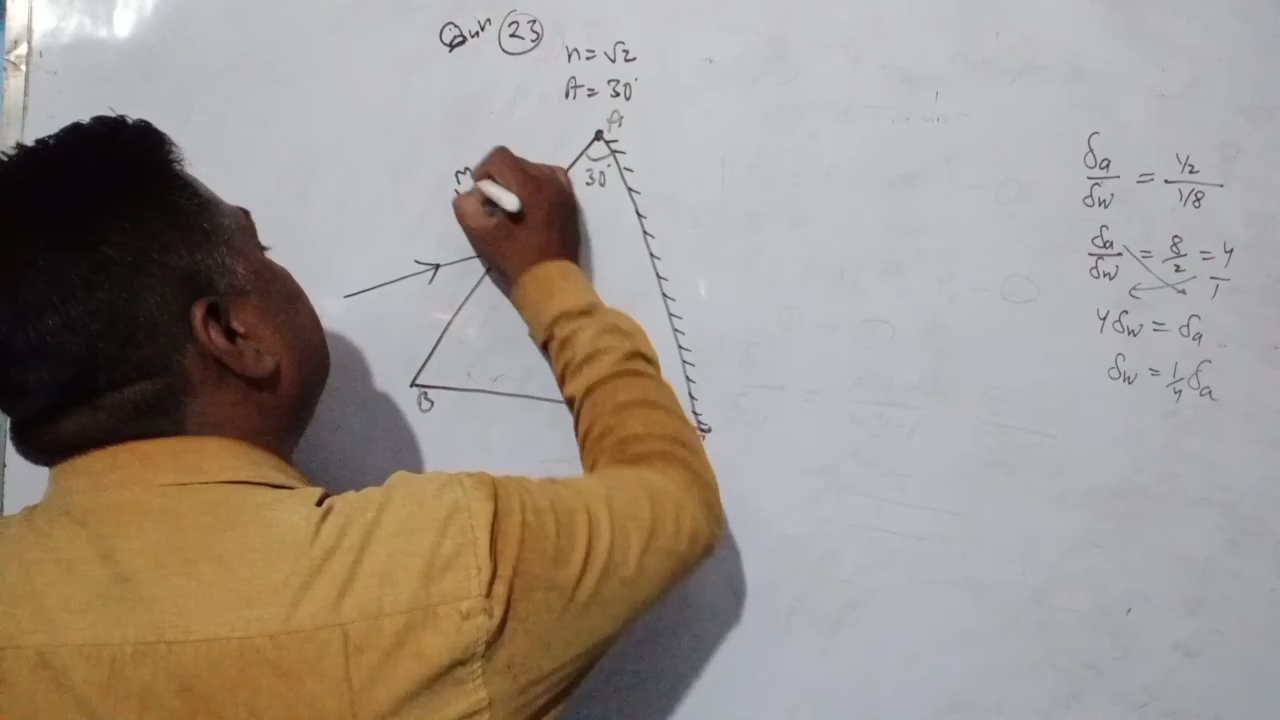 Qun 23
n = √2
A = 30°
A
30°
M
B
δa/δw = 1/2 / 1/8
δa/δw = 8/2 = 4/1
4δw = δa
δw = 1/4 δa